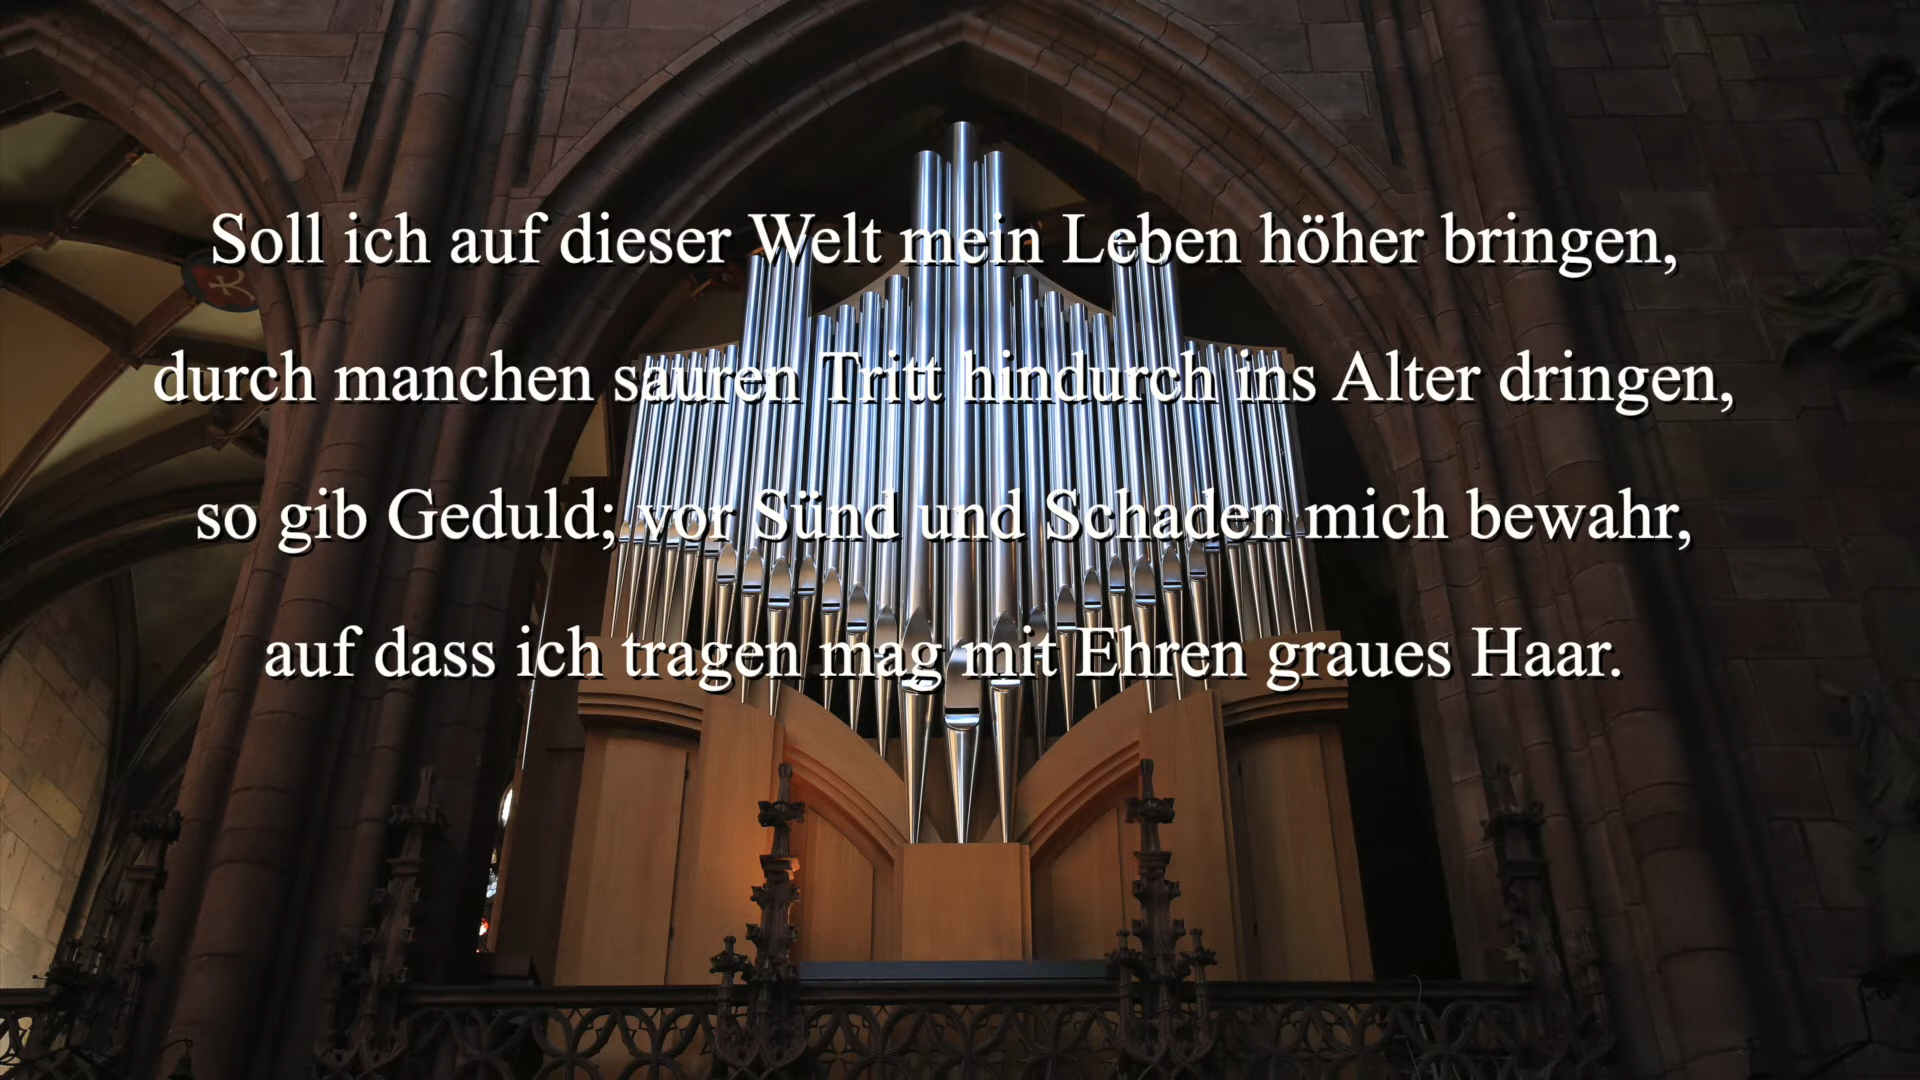 Soll ich auf dieser Welt mein Leben höher bringen,
durch manchen sauren Tritt hindurch ins Alter dringen,
so gib Geduld; vor Sünd und Schaden mich bewahr,
auf dass ich tragen mag mit Ehren graues Haar.